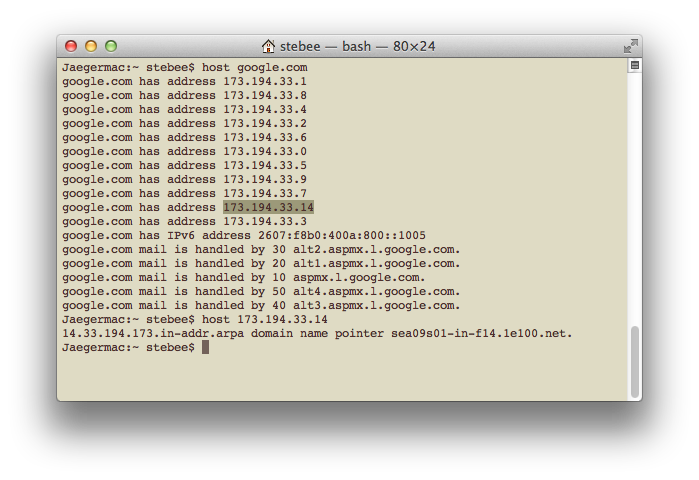 stebee — bash — 80×24
Jaegermac:~ stebee$ host google.com
google.com has address 173.194.33.1
google.com has address 173.194.33.8
google.com has address 173.194.33.4
google.com has address 173.194.33.2
google.com has address 173.194.33.6
google.com has address 173.194.33.0
google.com has address 173.194.33.5
google.com has address 173.194.33.9
google.com has address 173.194.33.7
google.com has address 173.194.33.14
google.com has address 173.194.33.3
google.com has IPv6 address 2607:f8b0:400a:800::1005
google.com mail is handled by 30 alt2.aspmx.l.google.com.
google.com mail is handled by 20 alt1.aspmx.l.google.com.
google.com mail is handled by 10 aspmx.l.google.com.
google.com mail is handled by 50 alt4.aspmx.l.google.com.
google.com mail is handled by 40 alt3.aspmx.l.google.com.
Jaegermac:~ stebee$ host 173.194.33.14
14.33.194.173.in-addr.arpa domain name pointer sea09s01-in-f14.1e100.net.
Jaegermac:~ stebee$